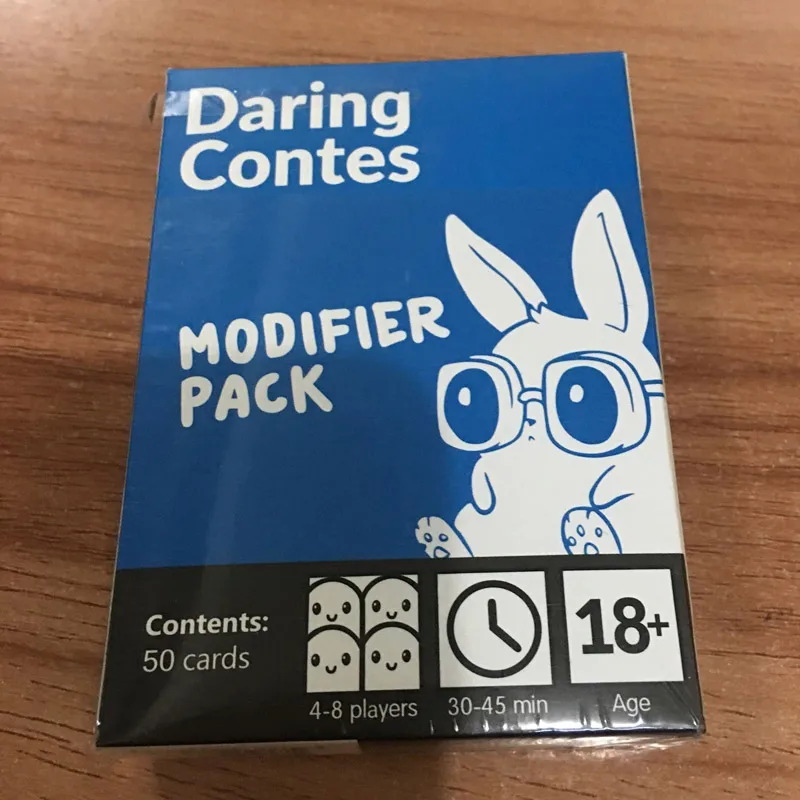 Daring
Contes
MODIFIER
PACK
Contents:
50 cards
4-8 players
30-45 min
18+
Age